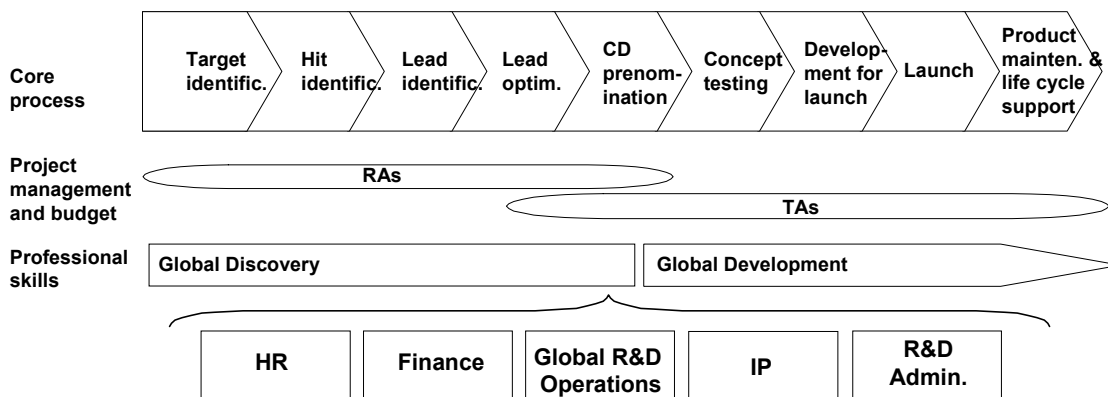 Core
process
Target
identific.
Hit
identific.
Lead
identific.
Lead
optim.
CD
prenom-
ination
Concept
testing
Develop-
ment for
launch
Launch
Product
mainten. &
life cycle
support
Project
management
and budget
RAs
TAs
Professional
skills
Global Discovery
Global Development
HR
Finance
Global R&D
Operations
IP
R&D
Admin.